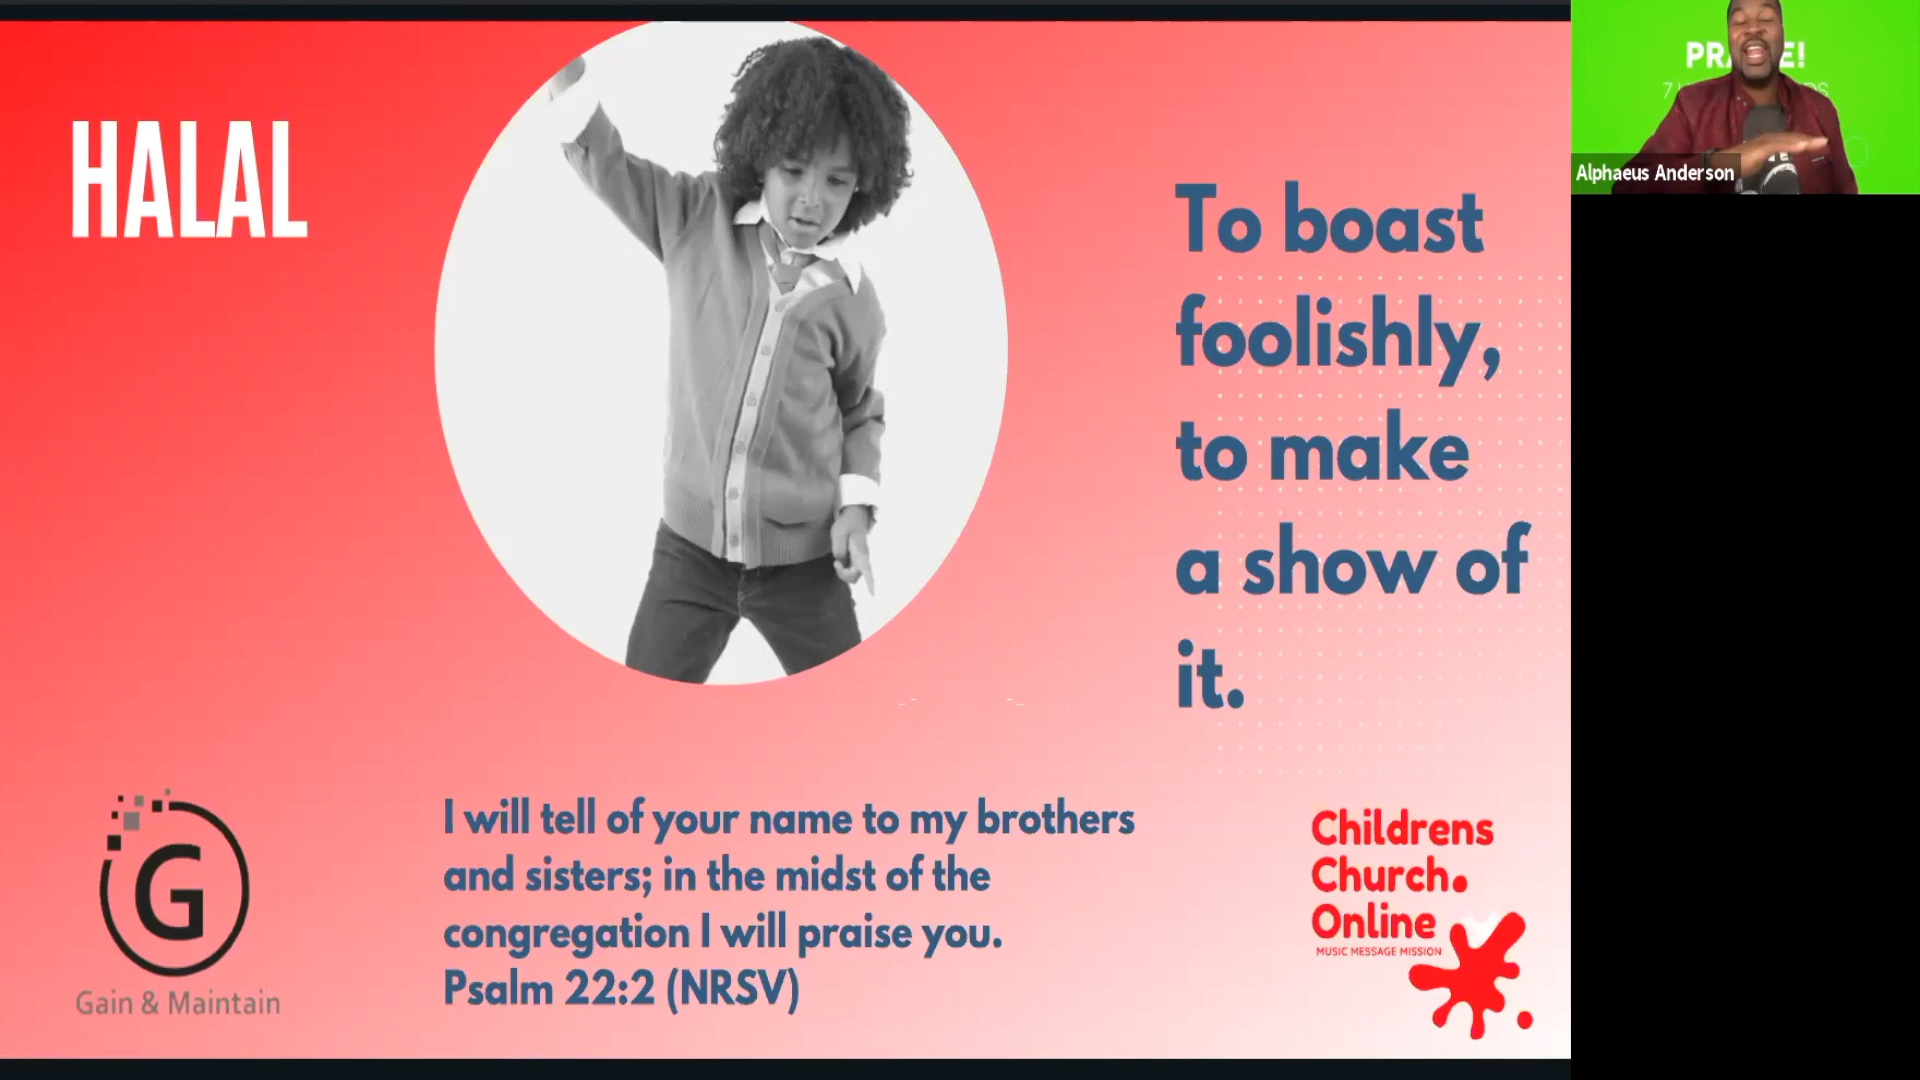 HALAL
To boast
foolishly,
to make
a show of
it.
I will tell of your name to my brothers
and sisters; in the midst of the
congregation I will praise you.
Psalm 22:2 (NRSV)
G
Gain & Maintain
Childrens
Church.
Online
MUSIC MESSAGE MISSION
Alphaeus Anderson